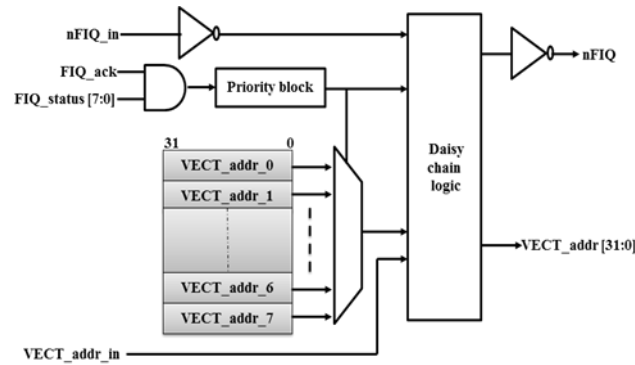 nFIQ_in
nFIQ
FIQ_ack
FIQ_status [7:0]
Priority block
Daisy
chain
logic
31
0
VECT_addr_0
VECT_addr_1
VECT_addr_6
VECT_addr_7
VECT_addr [31:0]
VECT_addr_in